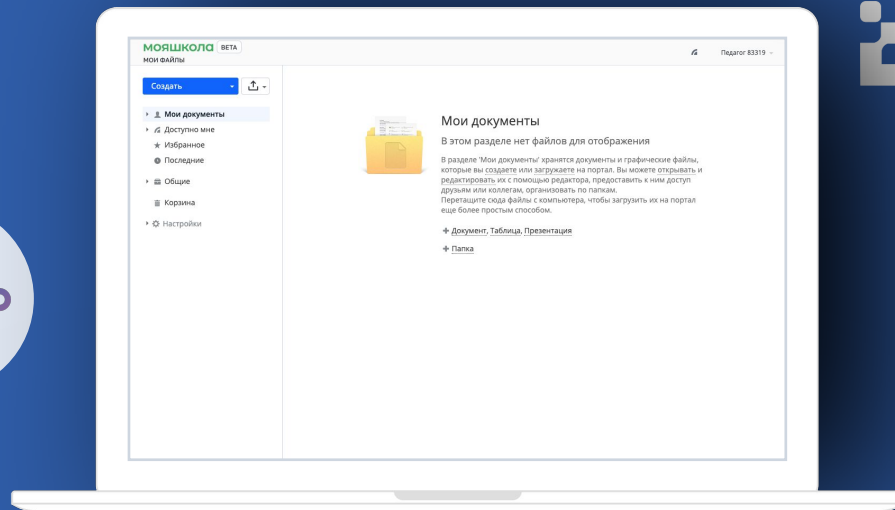 МОЯШКОЛА BETA
МОИ ФАЙЛЫ
Педагог 83319
Создать
Мои документы
Доступно мне
Избранное
Последние
Общие
Корзина
Настройки
Мои документы
В этом разделе нет файлов для отображения
В разделе 'Мои документы' хранятся документы и графические файлы,
которые вы создаете или загружаете на портал. Вы можете открывать и
редактировать их с помощью редактора, предоставить к ним доступ
друзьям или коллегам, организовать по папкам.
Перетащите сюда файлы с компьютера, чтобы загрузить их на портал
еще более простым способом.
Документ, Таблица, Презентация
Папка